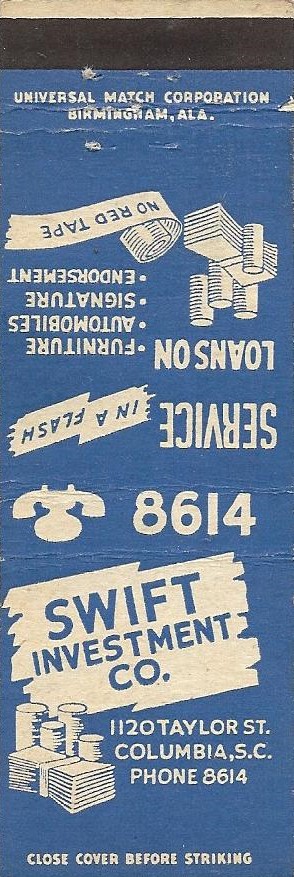 UNIVERSAL MATCH CORPORATION
BIRMINGHAM, ALA.
SERVICE IN A FLASH
LOANS ON
• FURNITURE
• AUTOMOBILES
• SIGNATURE
• ENDORSEMENT
NO RED TAPE
8614
SWIFT
INVESTMENT
CO.
1120 TAYLOR ST.
COLUMBIA, S.C.
PHONE 8614
CLOSE COVER BEFORE STRIKING